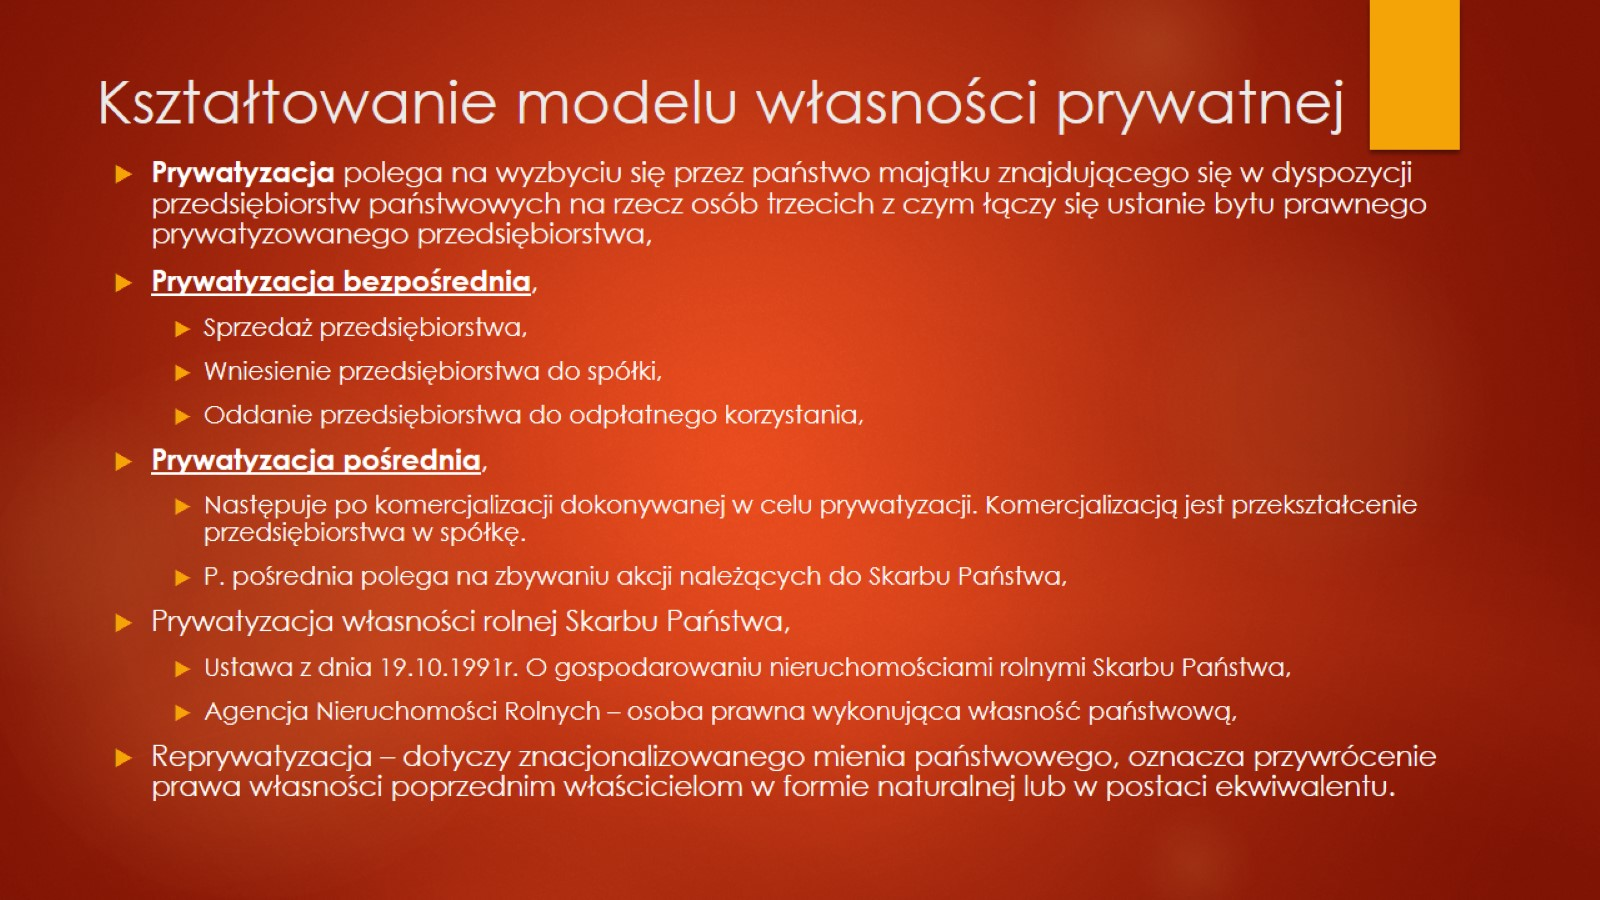 Kształtowanie modelu własności prywatnej
Prywatyzacja polega na wyzbyciu się przez państwo majątku znajdującego się w dyspozycji
przedsiębiorstw państwowych na rzecz osób trzecich z czym łączy się ustanie bytu prawnego
prywatyzowanego przedsiębiorstwa,
Prywatyzacja bezpośrednia,
Sprzedaż przedsiębiorstwa,
Wniesienie przedsiębiorstwa do spółki,
Oddanie przedsiębiorstwa do odpłatnego korzystania,
Prywatyzacja pośrednia,
Następuje po komercjalizacji dokonywanej w celu prywatyzacji. Komercjalizacją jest przekształcenie
przedsiębiorstwa w spółkę.
P. pośrednia polega na zbywaniu akcji należących do Skarbu Państwa,
Prywatyzacja własności rolnej Skarbu Państwa,
Ustawa z dnia 19.10.1991r. O gospodarowaniu nieruchomościami rolnymi Skarbu Państwa,
Agencja Nieruchomości Rolnych – osoba prawna wykonująca własność państwową,
Reprywatyzacja – dotyczy znacjonalizowanego mienia państwowego, oznacza przywrócenie
prawa własności poprzednim właścicielom w formie naturalnej lub w postaci ekwiwalentu.